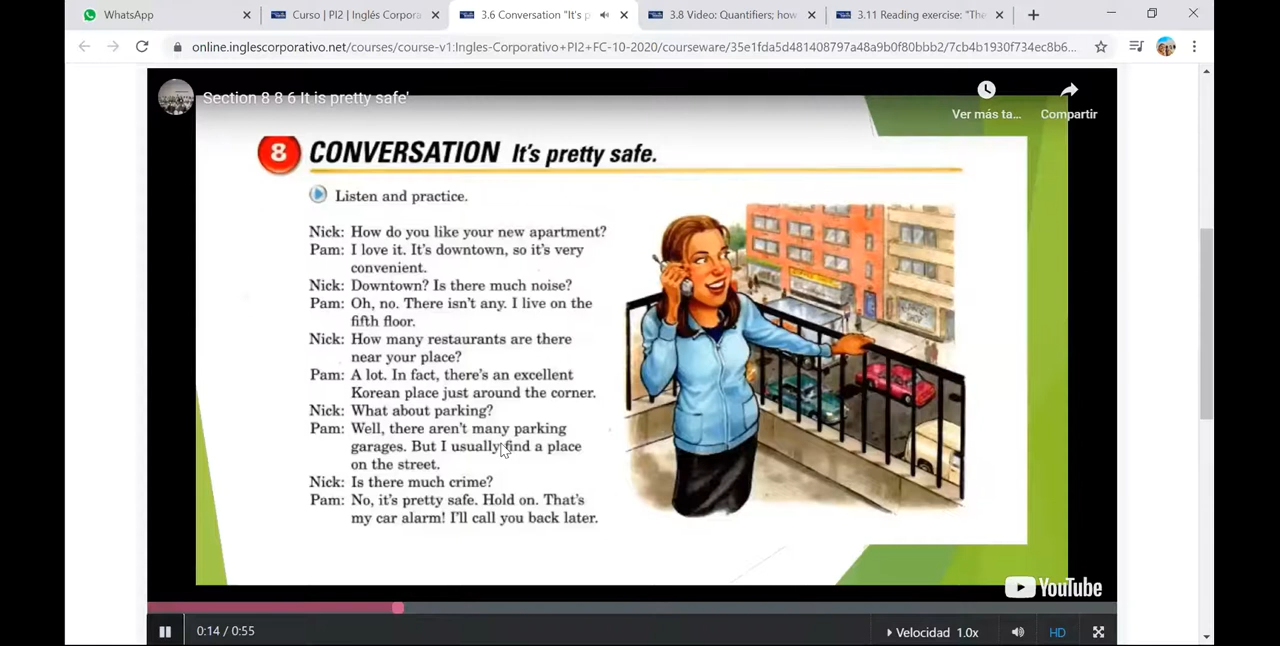 WhatsApp
Curso | PI2 | Inglés Corpora
3.6 Conversation "It's p
3.8 Video: Quantifiers; how
3.11 Reading exercise: "The
online.inglescorporativo.net/courses/course-v1:Ingles-Corporativo+PI2+FC-10-2020/courseware/35e1fda5d481408797a48a9b0f80bbb2/7cb4b1930f734ec8b6...
Section 8 8 6 It is pretty safe'
Ver más ta...
Compartir
8 CONVERSATION It's pretty safe.
Listen and practice.
Nick: How do you like your new apartment?
Pam: I love it. It's downtown, so it's very
convenient.
Nick: Downtown? Is there much noise?
Pam: Oh, no. There isn't any. I live on the
fifth floor.
Nick: How many restaurants are there
near your place?
Pam: A lot. In fact, there's an excellent
Korean place just around the corner.
Nick: What about parking?
Pam: Well, there aren't many parking
garages. But I usually find a place
on the street.
Nick: Is there much crime?
Pam: No, it's pretty safe. Hold on. That's
my car alarm! I'll call you back later.
YouTube
0:14 / 0:55
Velocidad 1.0x
HD